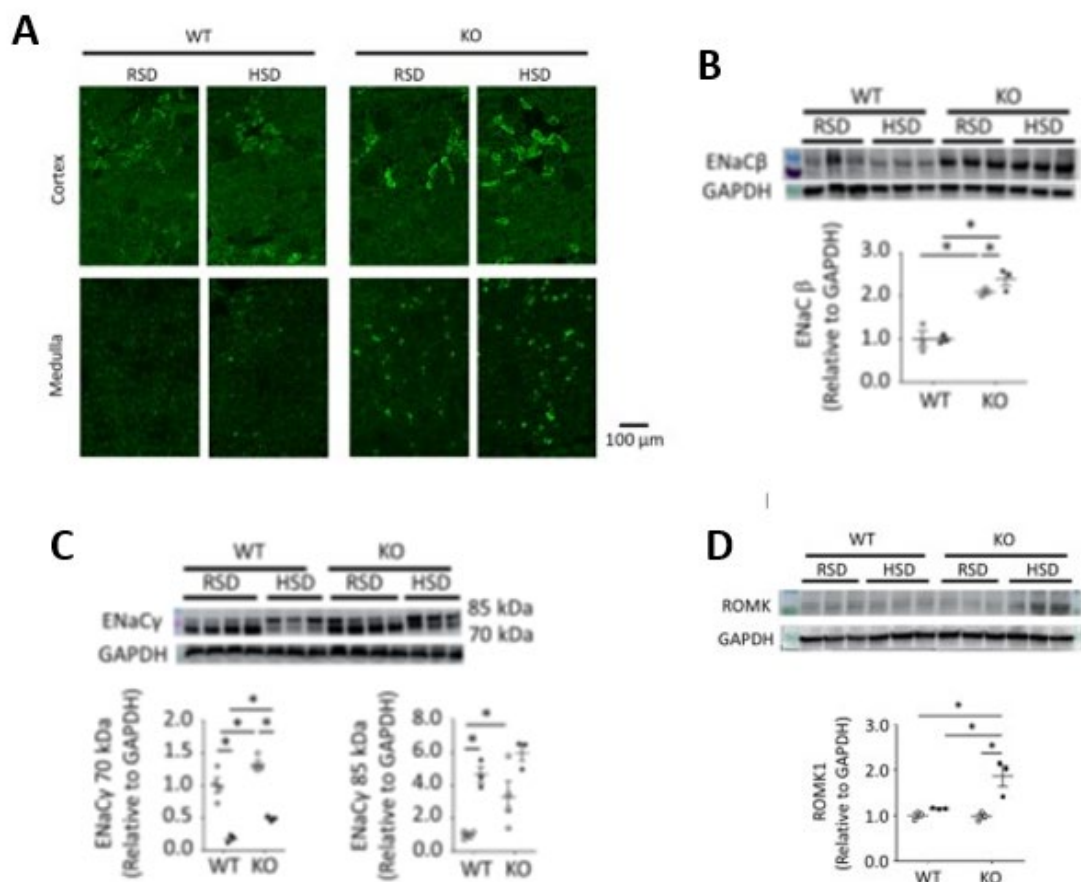 A
WT KO
RSD HSD RSD HSD
Cortex
Medulla
100 μm
B
WT KO
RSD HSD RSD HSD
ENaCβ
GAPDH
* * *
ENaC β
(Relative to GAPDH)
3.0
2.0
1.0
0.0
WT KO
C
WT KO
RSD HSD RSD HSD
ENaCγ 85 kDa
70 kDa
GAPDH
ENaCγ 70 kDa
(Relative to GAPDH)
2.0
1.5
1.0
0.5
0.0
* * * *
WT KO
ENaCγ 85 kDa
(Relative to GAPDH)
8.0
6.0
4.0
2.0
0.0
* *
WT KO
D
WT KO
RSD HSD RSD HSD
ROMK
GAPDH
ROMK1
(Relative to GAPDH)
3.0
2.0
1.0
0.0
* * *
WT KO